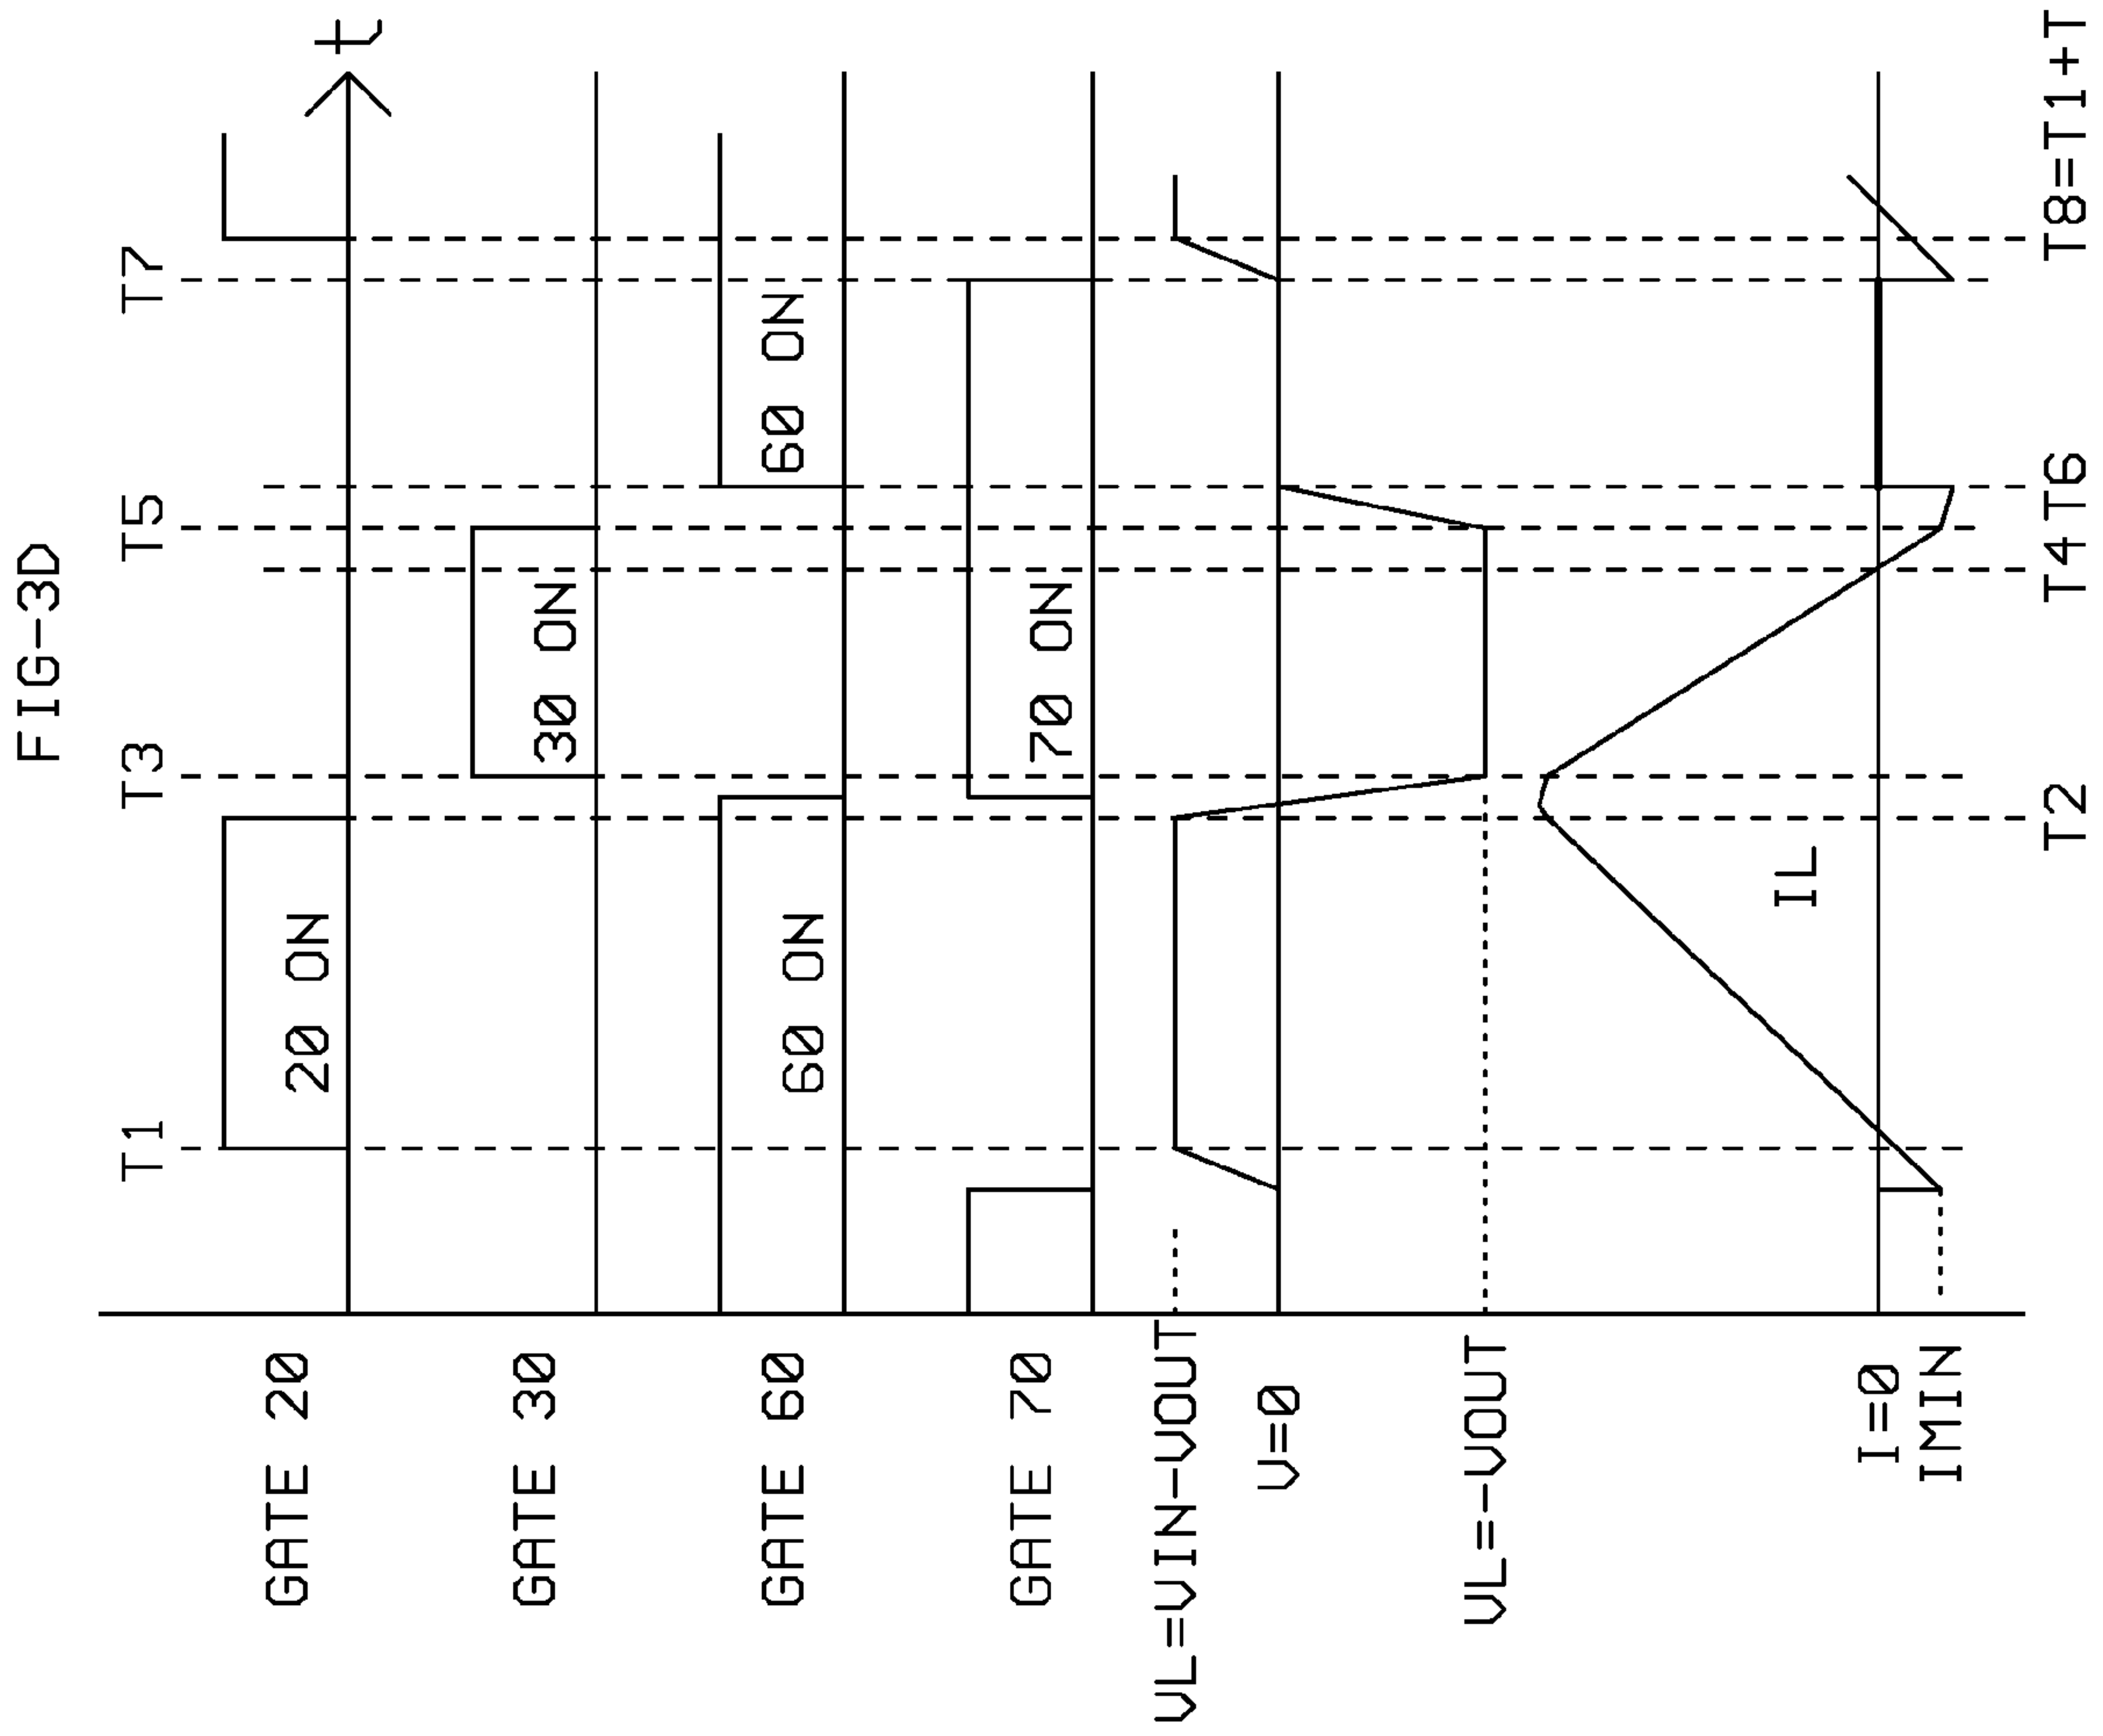 FIG-3D
T1
T3
T5
T7
GATE 20
20 ON
t
GATE 30
30 ON
GATE 60
60 ON
60 ON
GATE 70
70 ON
VL=VIN-VOUT
V=0
VL=-VOUT
IL
I=0
IMIN
T2
T4
T6
T8=T1+T